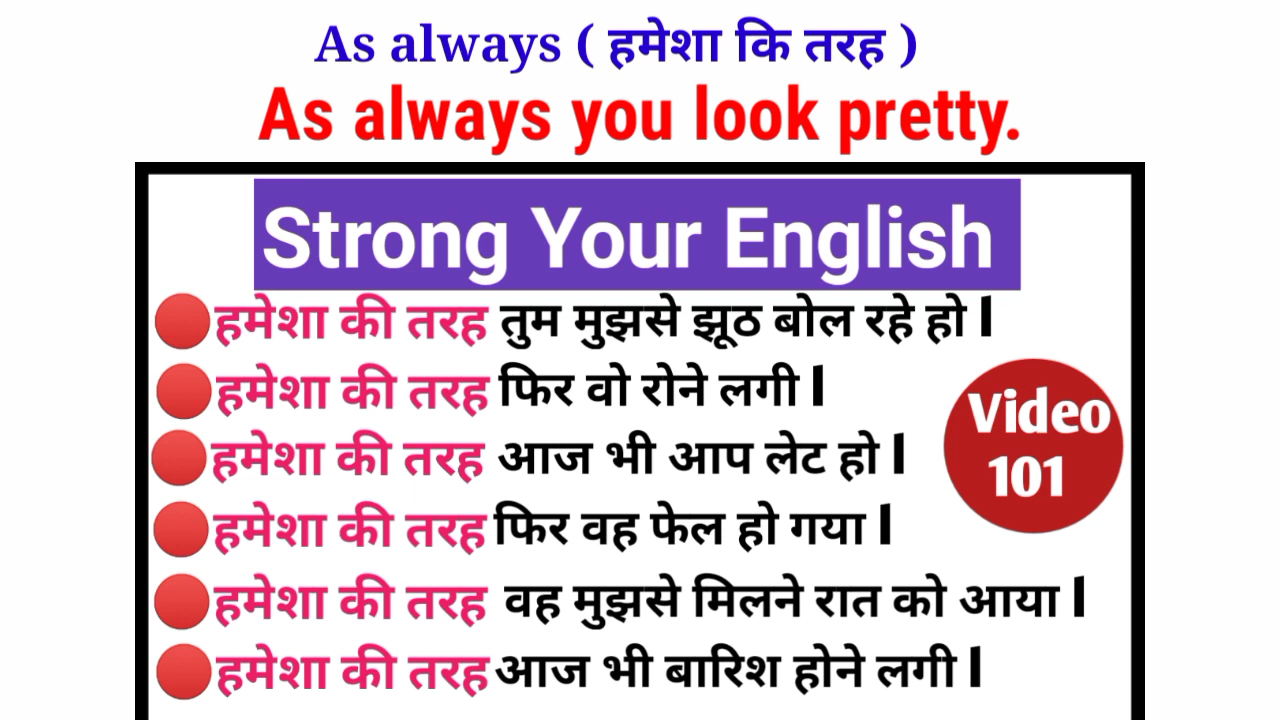 As always ( हमेशा कि तरह )
As always you look pretty.
Strong Your English
हमेशा की तरह तुम मुझसे झूठ बोल रहे हो l
हमेशा की तरह फिर वो रोने लगी l
हमेशा की तरह आज भी आप लेट हो l
Video
101
हमेशा की तरह फिर वह फेल हो गया l
हमेशा की तरह वह मुझसे मिलने रात को आया l
हमेशा की तरह आज भी बारिश होने लगी l